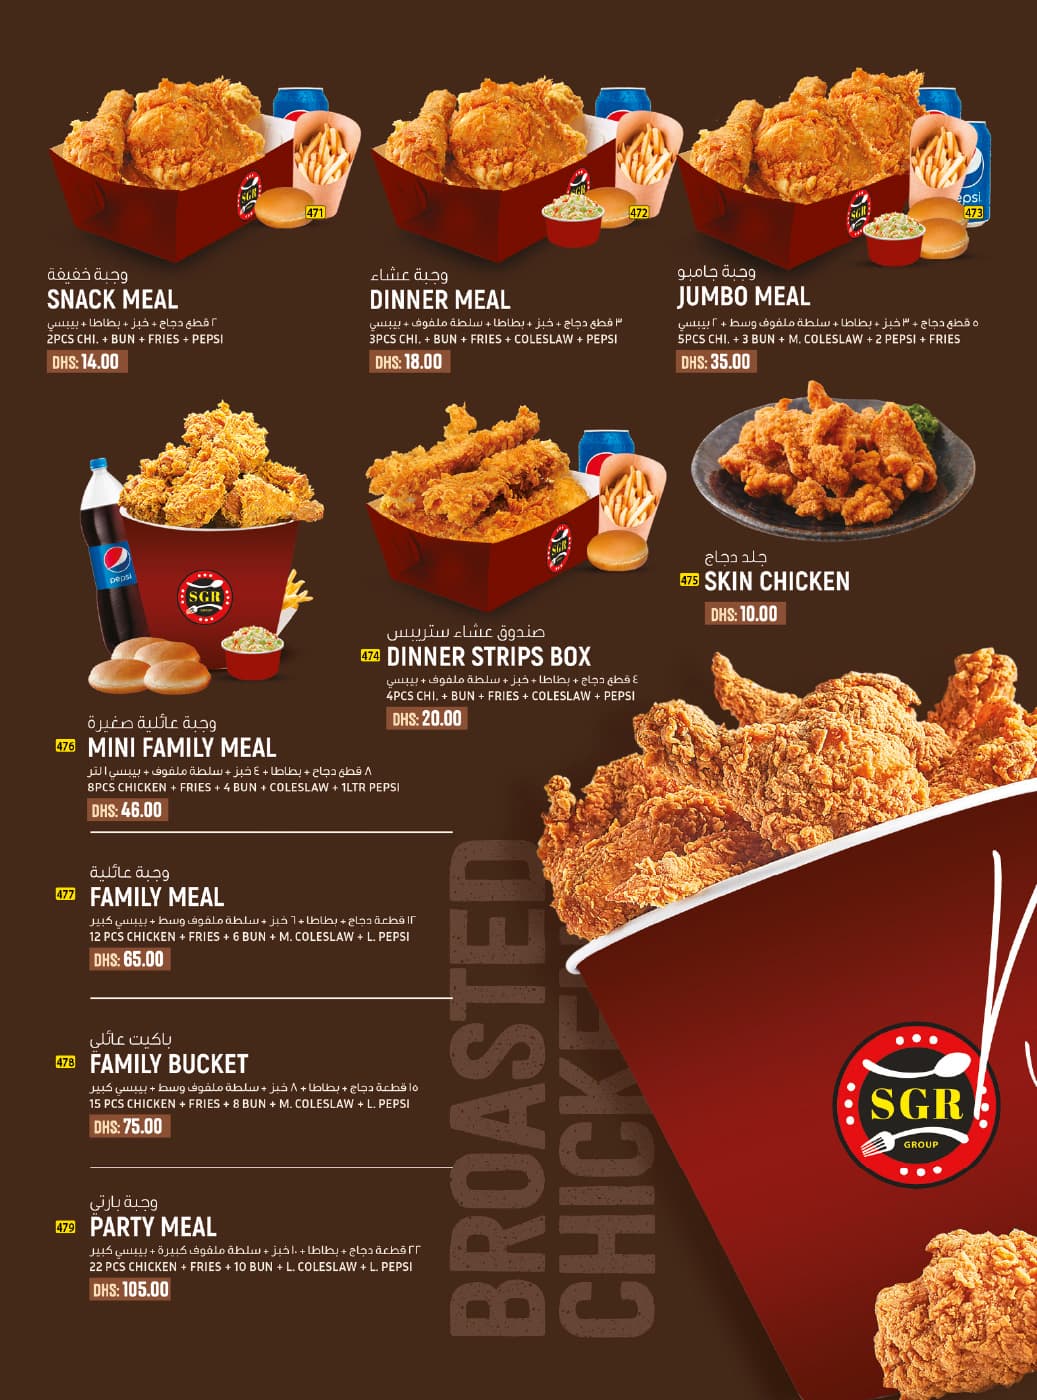 471
وجبة خفيفة
SNACK MEAL
٢ قطع دجاج + خبز + بطاطا + بيبسي
2PCS CHI. + BUN + FRIES + PEPSI
DHS: 14.00
472
وجبة عشاء
DINNER MEAL
٣ قطع دجاج + خبز + بطاطا + سلطة ملفوف + بيبسي
3PCS CHI. + BUN + FRIES + COLESLAW + PEPSI
DHS: 18.00
473
وجبة جامبو
JUMBO MEAL
٥ قطع دجاج + ٣ خبز + بطاطا + سلطة ملفوف وسط + ٢ بيبسي
5PCS CHI. + 3 BUN + M. COLESLAW + 2 PEPSI + FRIES
DHS: 35.00
SGR
SGR
SGR
epsi
pepsi
SGR
GROUP
SGR
صندوق عشاء ستريبس
474 DINNER STRIPS BOX
٤ قطع دجاج + بطاطا + خبز + سلطة ملفوف + بيبسي
4PCS CHI. + BUN + FRIES + COLESLAW + PEPSI
DHS: 20.00
جلد دجاج
475 SKIN CHICKEN
DHS: 10.00
وجبة عائلية صغيرة
476 MINI FAMILY MEAL
٨ قطع دجاج + بطاطا + ٤ خبز + سلطة ملفوف + بيبسي ١ لتر
8PCS CHICKEN + FRIES + 4 BUN + COLESLAW + 1LTR PEPSI
DHS: 46.00
وجبة عائلية
477 FAMILY MEAL
١٢ قطعة دجاج + بطاطا + ٦ خبز + سلطة ملفوف وسط + بيبسي كبير
12 PCS CHICKEN + FRIES + 6 BUN + M. COLESLAW + L. PEPSI
DHS: 65.00
باكيت عائلي
478 FAMILY BUCKET
١٥ قطعة دجاج + بطاطا + ٨ خبز + سلطة ملفوف وسط + بيبسي كبير
15 PCS CHICKEN + FRIES + 8 BUN + M. COLESLAW + L. PEPSI
DHS: 75.00
وجبة بارتي
479 PARTY MEAL
٢٢ قطعة دجاج + بطاطا + ١٠ خبز + سلطة ملفوف كبيرة + بيبسي كبير
22 PCS CHICKEN + FRIES + 10 BUN + L. COLESLAW + L. PEPSI
DHS: 105.00
BROASTED
CHICKEN
SGR
GROUP